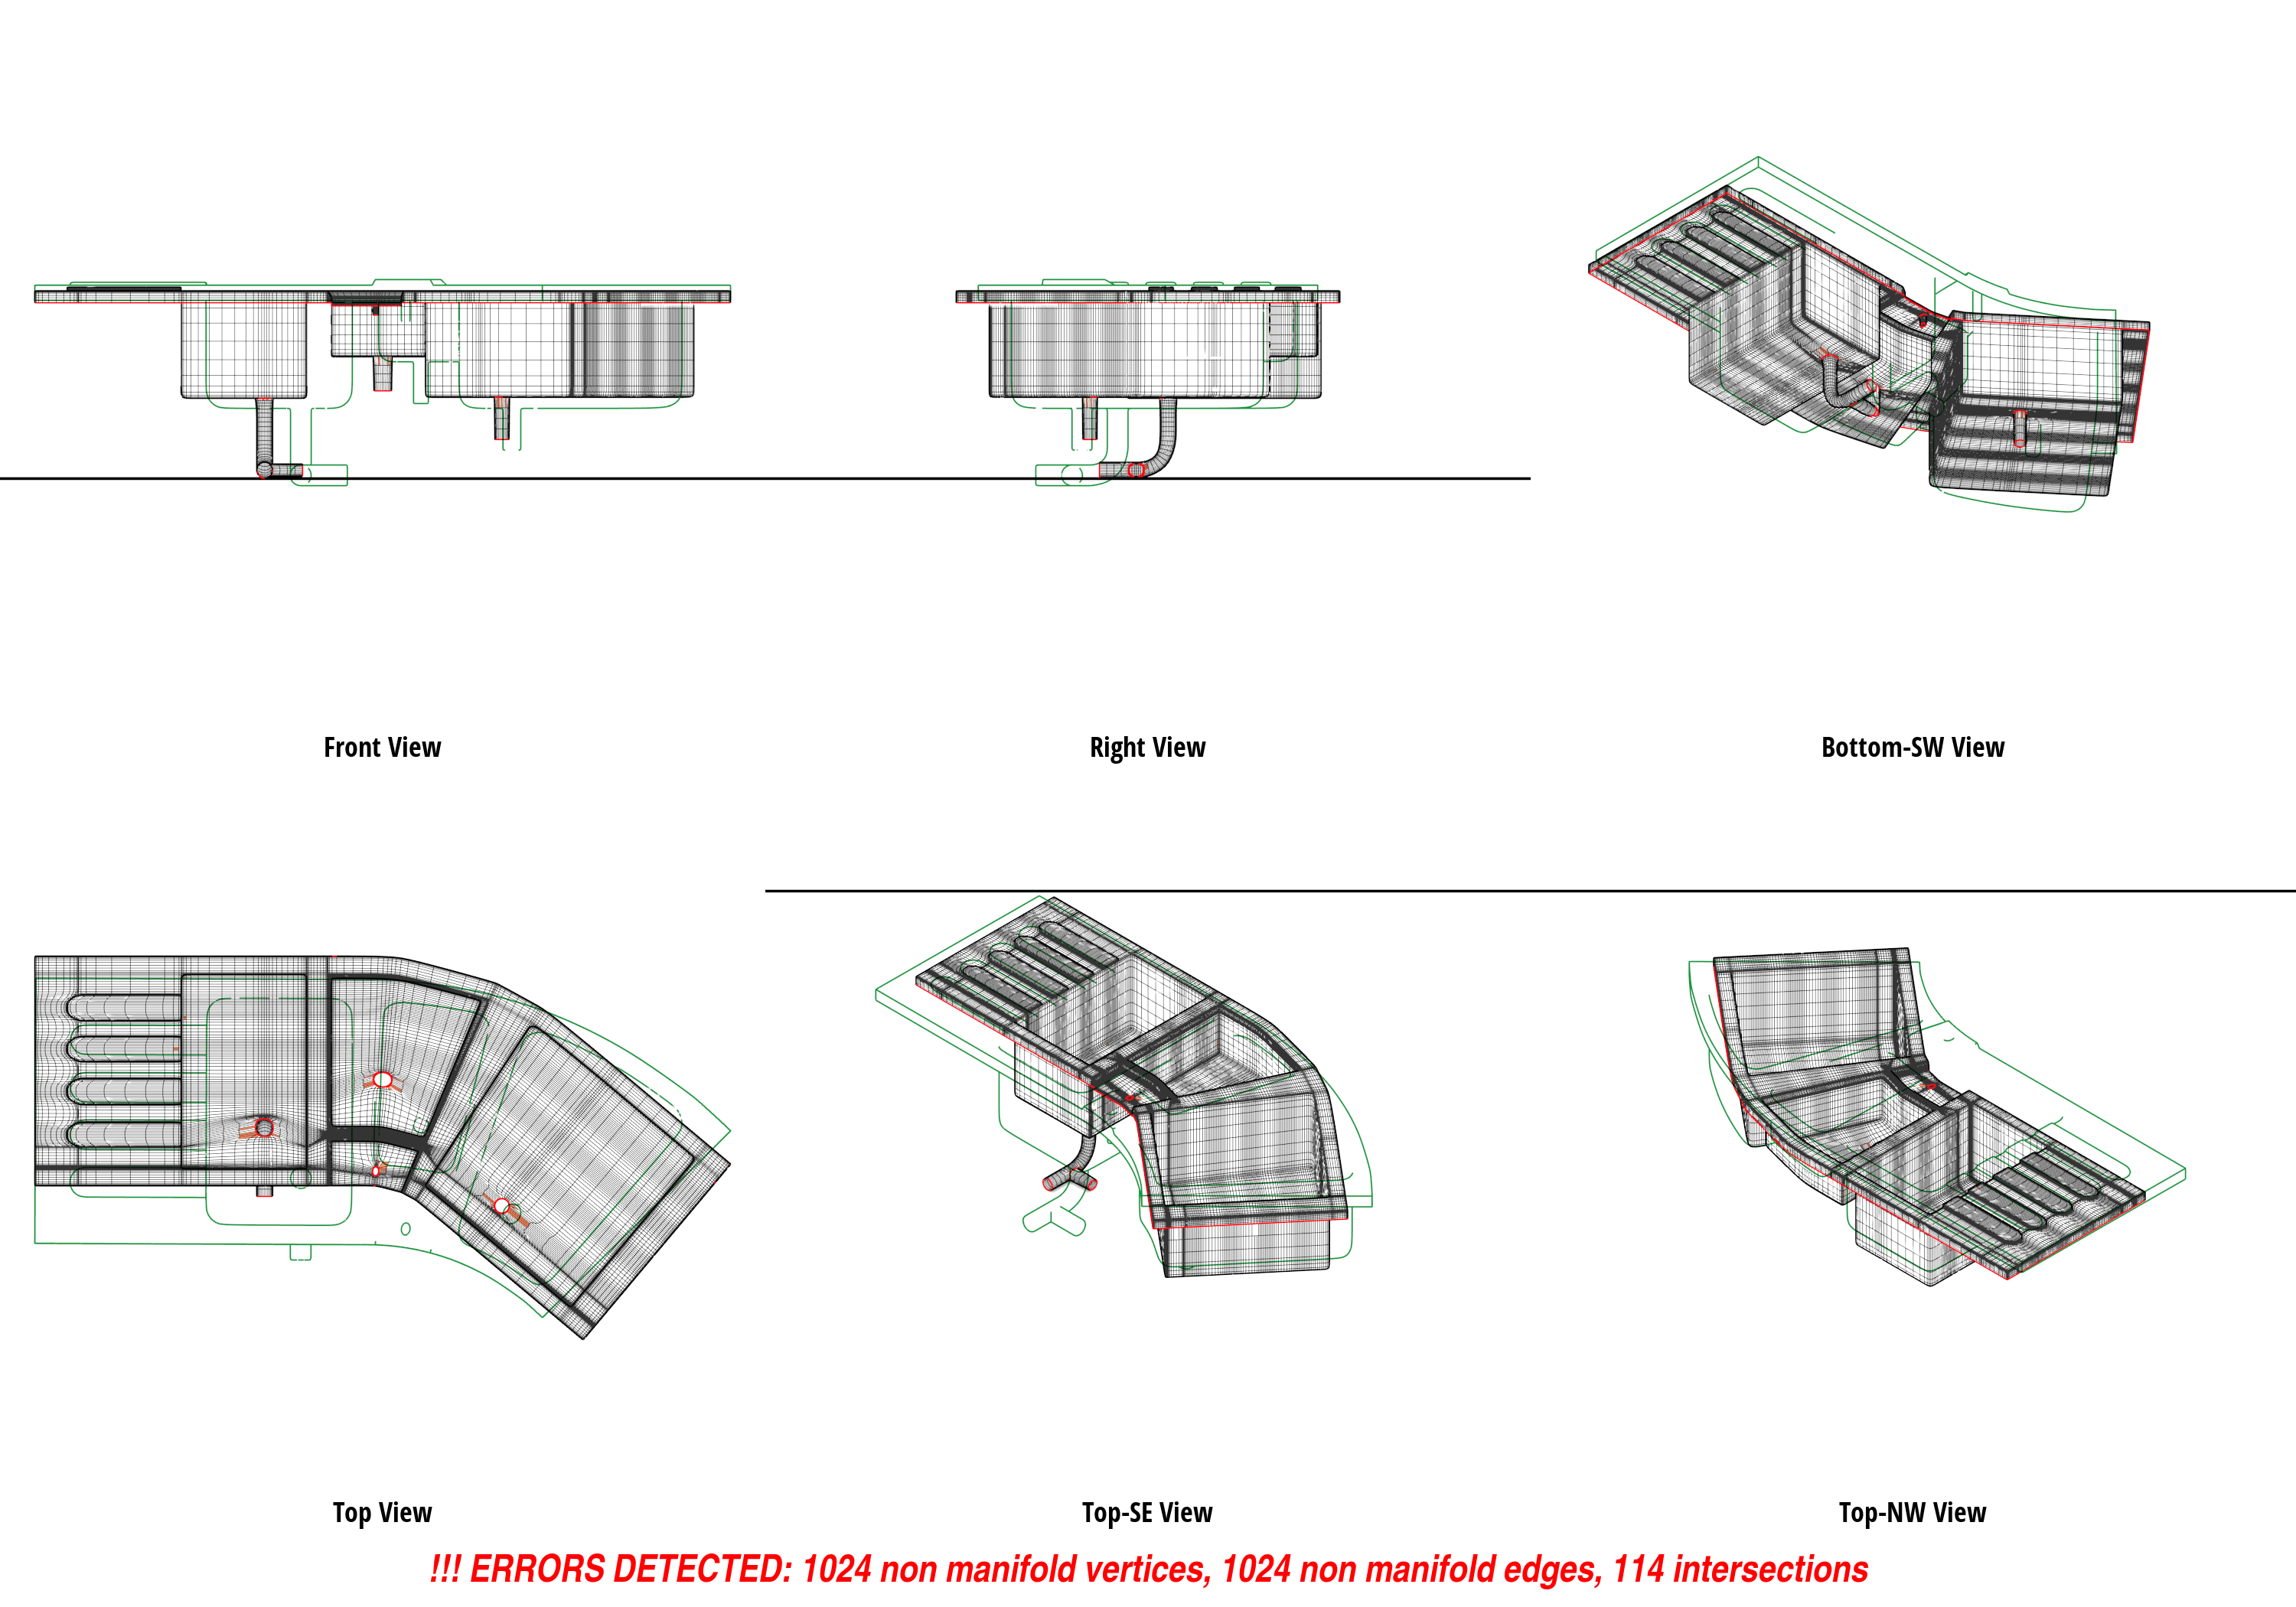 Front View
Right View
Bottom-SW View
Top View
Top-SE View
Top-NW View
!!! ERRORS DETECTED: 1024 non manifold vertices, 1024 non manifold edges, 114 intersections